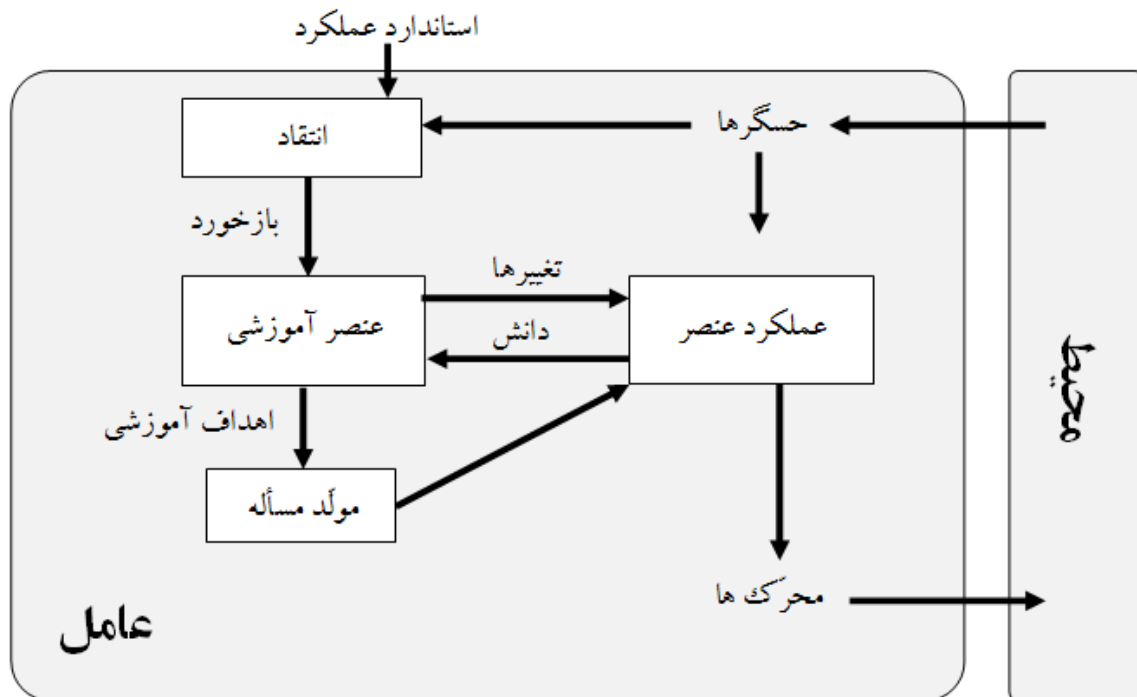 استاندارد عملکرد
انتقاد
حسگرها
بازخورد
تغییرها
عنصر آموزشی
دانش
عملکرد عنصر
محیط
اهداف آموزشی
مولّد مسأله
محرّک ها
عامل